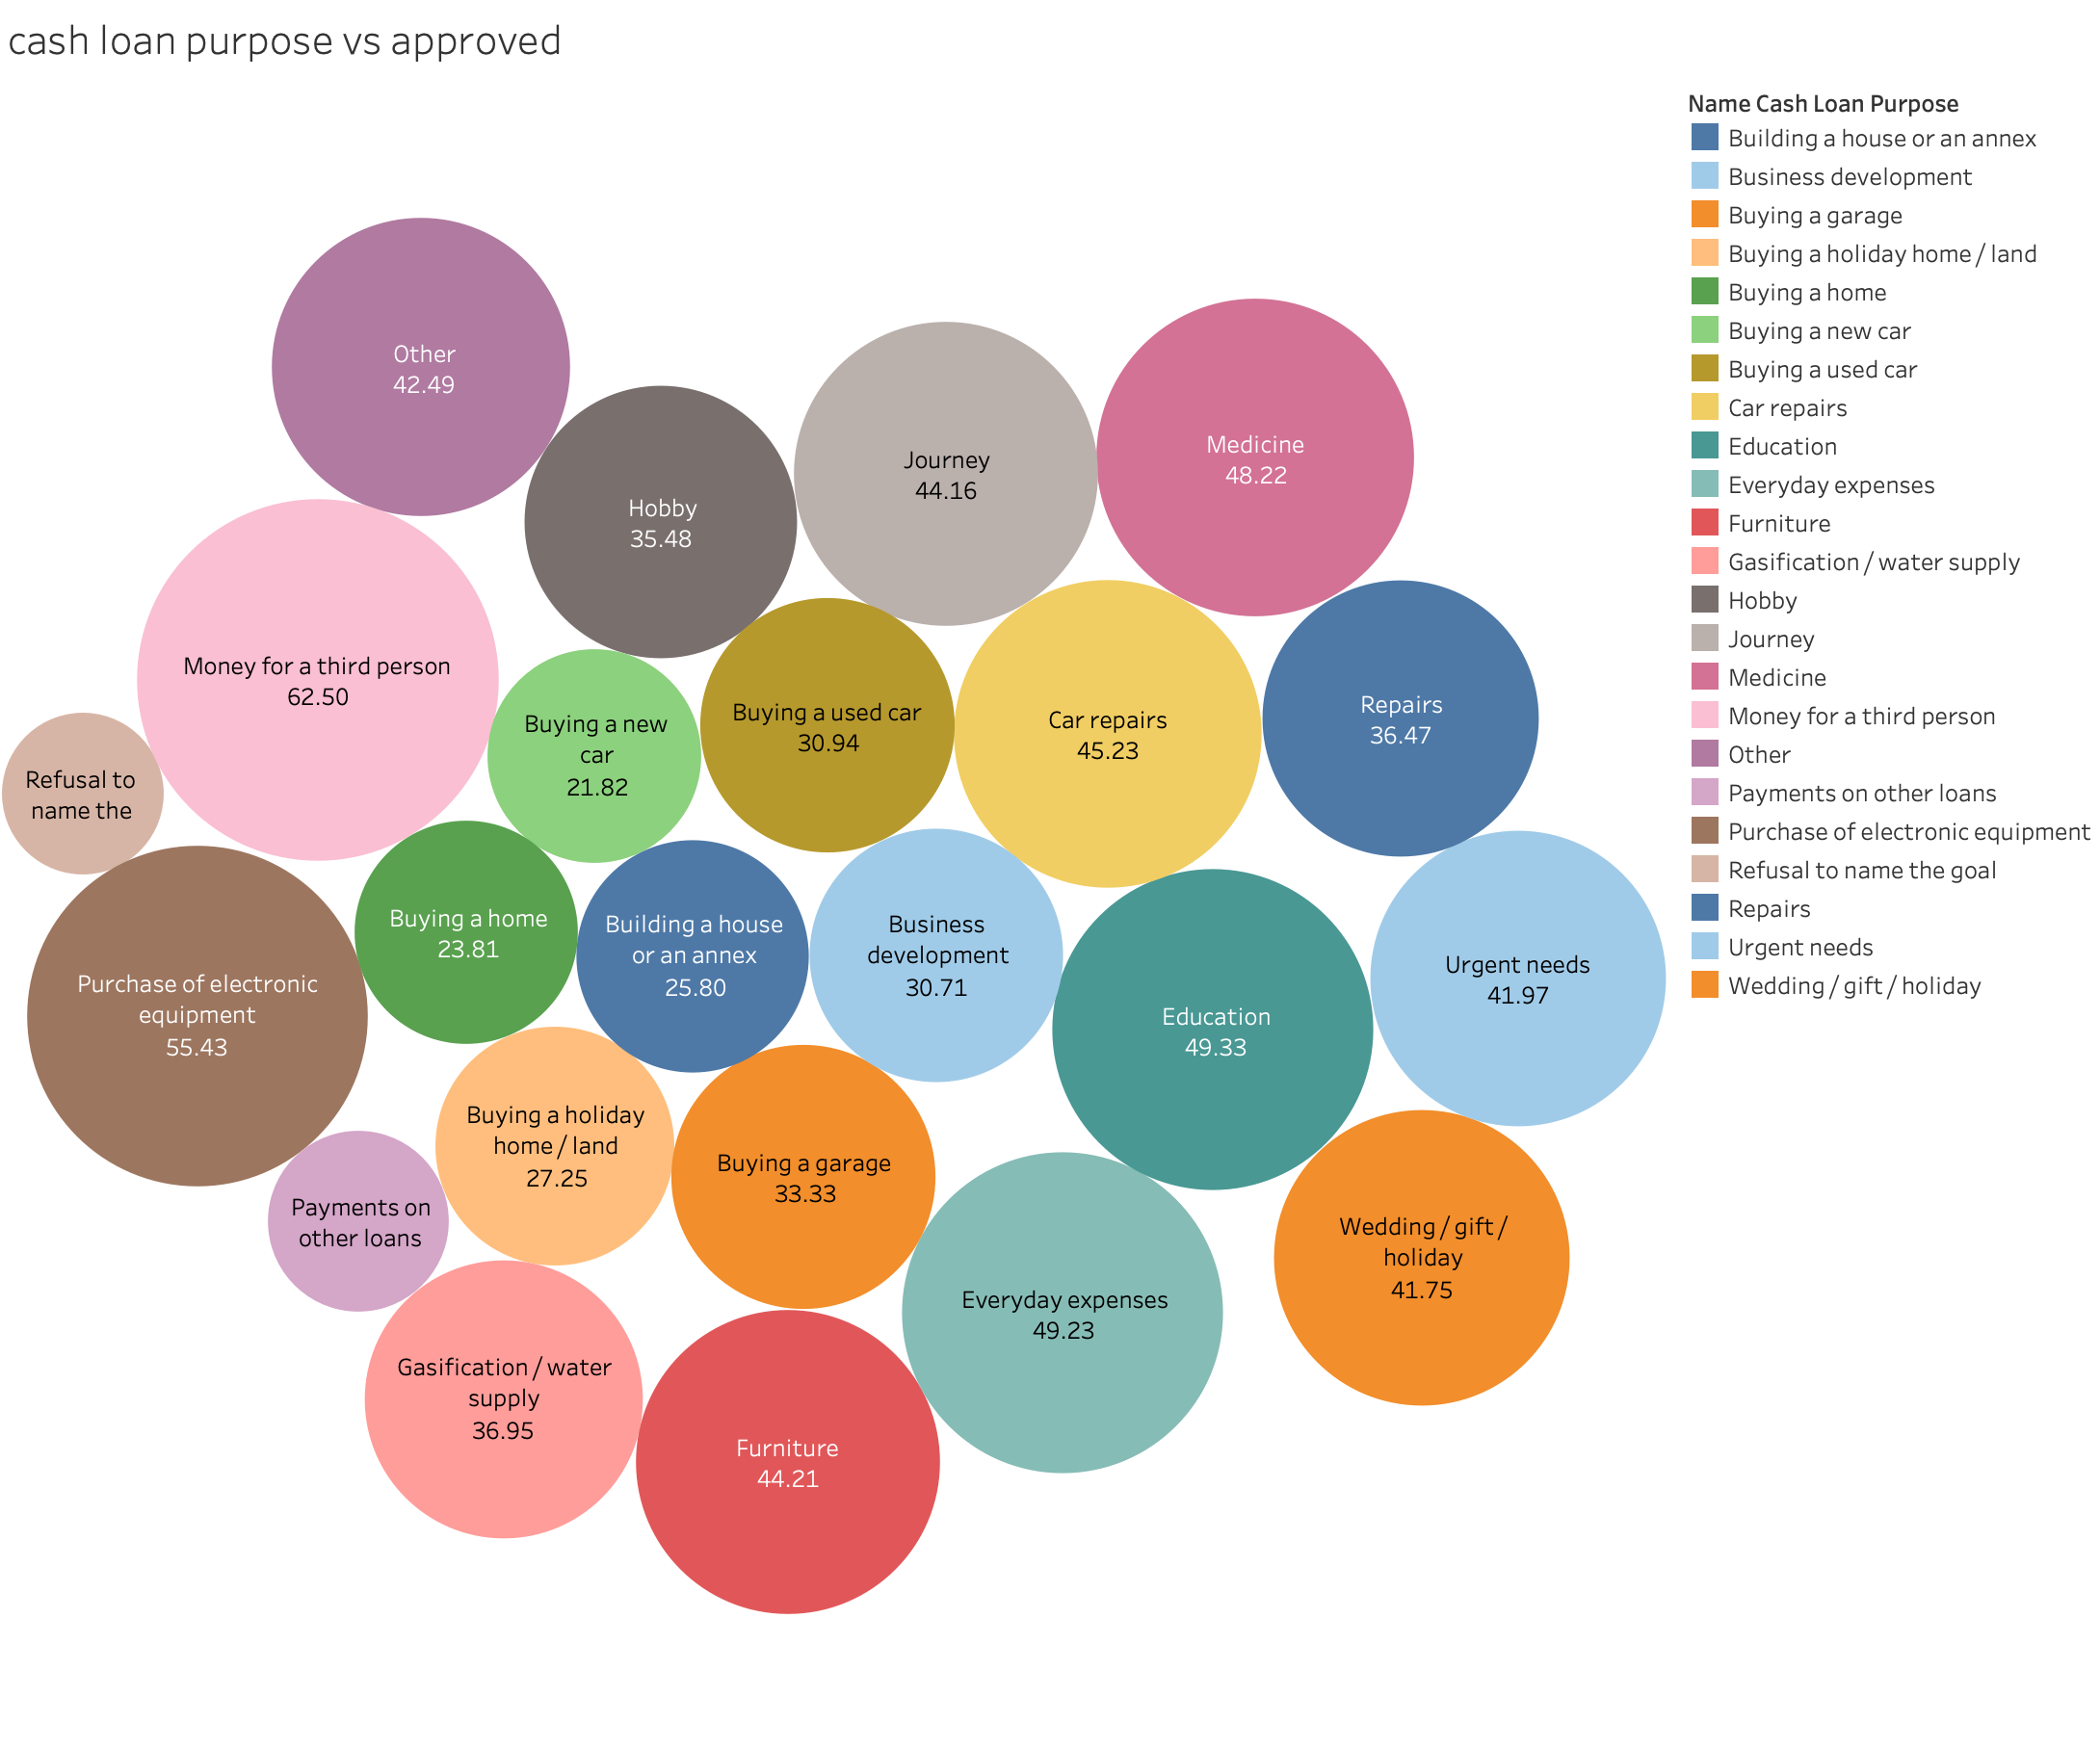 cash loan purpose vs approved
Name Cash Loan Purpose
Building a house or an annex
Business development
Buying a garage
Buying a holiday home / land
Buying a home
Buying a new car
Buying a used car
Car repairs
Education
Everyday expenses
Furniture
Gasification / water supply
Hobby
Journey
Medicine
Money for a third person
Other
Payments on other loans
Purchase of electronic equipment
Refusal to name the goal
Repairs
Urgent needs
Wedding / gift / holiday
Other
42.49
Hobby
35.48
Journey
44.16
Medicine
48.22
Money for a third person
62.50
Buying a new
car
21.82
Buying a used car
30.94
Car repairs
45.23
Repairs
36.47
Refusal to
name the
Purchase of electronic
equipment
55.43
Buying a home
23.81
Building a house
or an annex
25.80
Business
development
30.71
Education
49.33
Urgent needs
41.97
Payments on
other loans
Buying a holiday
home / land
27.25
Buying a garage
33.33
Everyday expenses
49.23
Wedding / gift /
holiday
41.75
Gasification / water
supply
36.95
Furniture
44.21